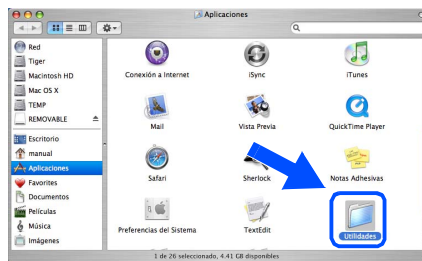 Aplicaciones
Red
Tiger
Macintosh HD
Mac OS X
TEMP
REMOVABLE
Escritorio
manual
Aplicaciones
Favorites
Documentos
Películas
Música
Imágenes
Conexión a Internet
iSync
iTunes
Mail
Vista Previa
QuickTime Player
Safari
Sherlock
Notas Adhesivas
Preferencias del Sistema
TextEdit
Utilidades
1 de 26 seleccionado, 4.41 GB disponibles